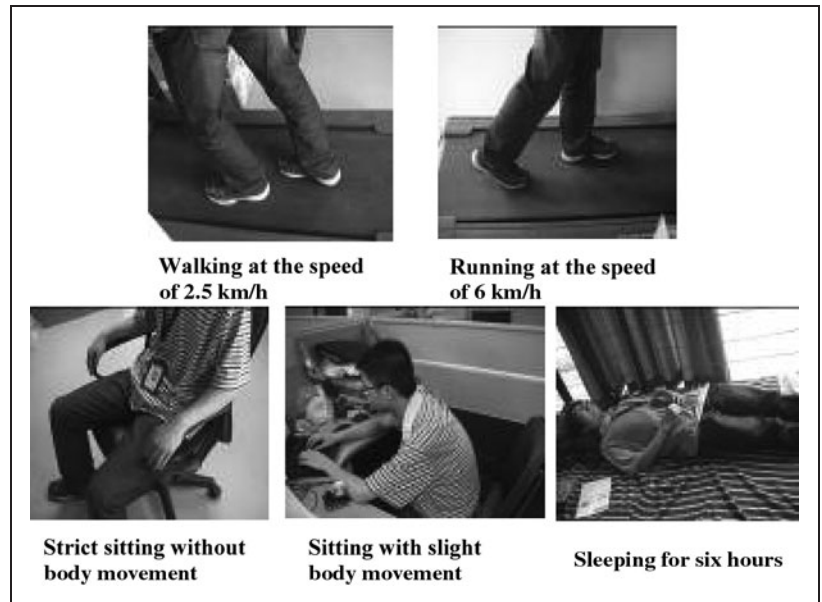 Walking at the speed
of 2.5 km/h
Running at the speed
of 6 km/h
Strict sitting without
body movement
Sitting with slight
body movement
Sleeping for six hours